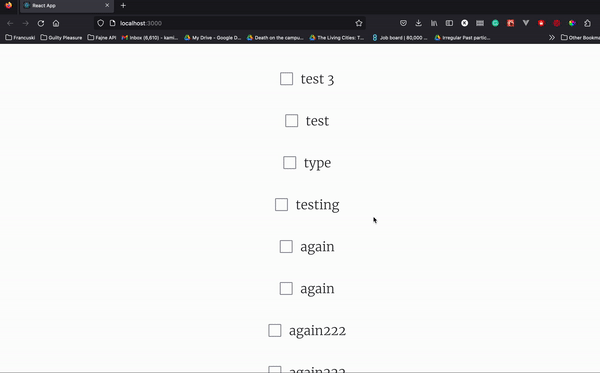 React App
localhost:3000
Francuski Guilty Pleasure Fajne API Inbox (6,610) – kami... My Drive - Google D... Death on the campu... The Living Cities: T... Job board | 80,000 ... Irregular Past partic... Other Bookma
test 3
test
type
testing
again
again
again222
again222